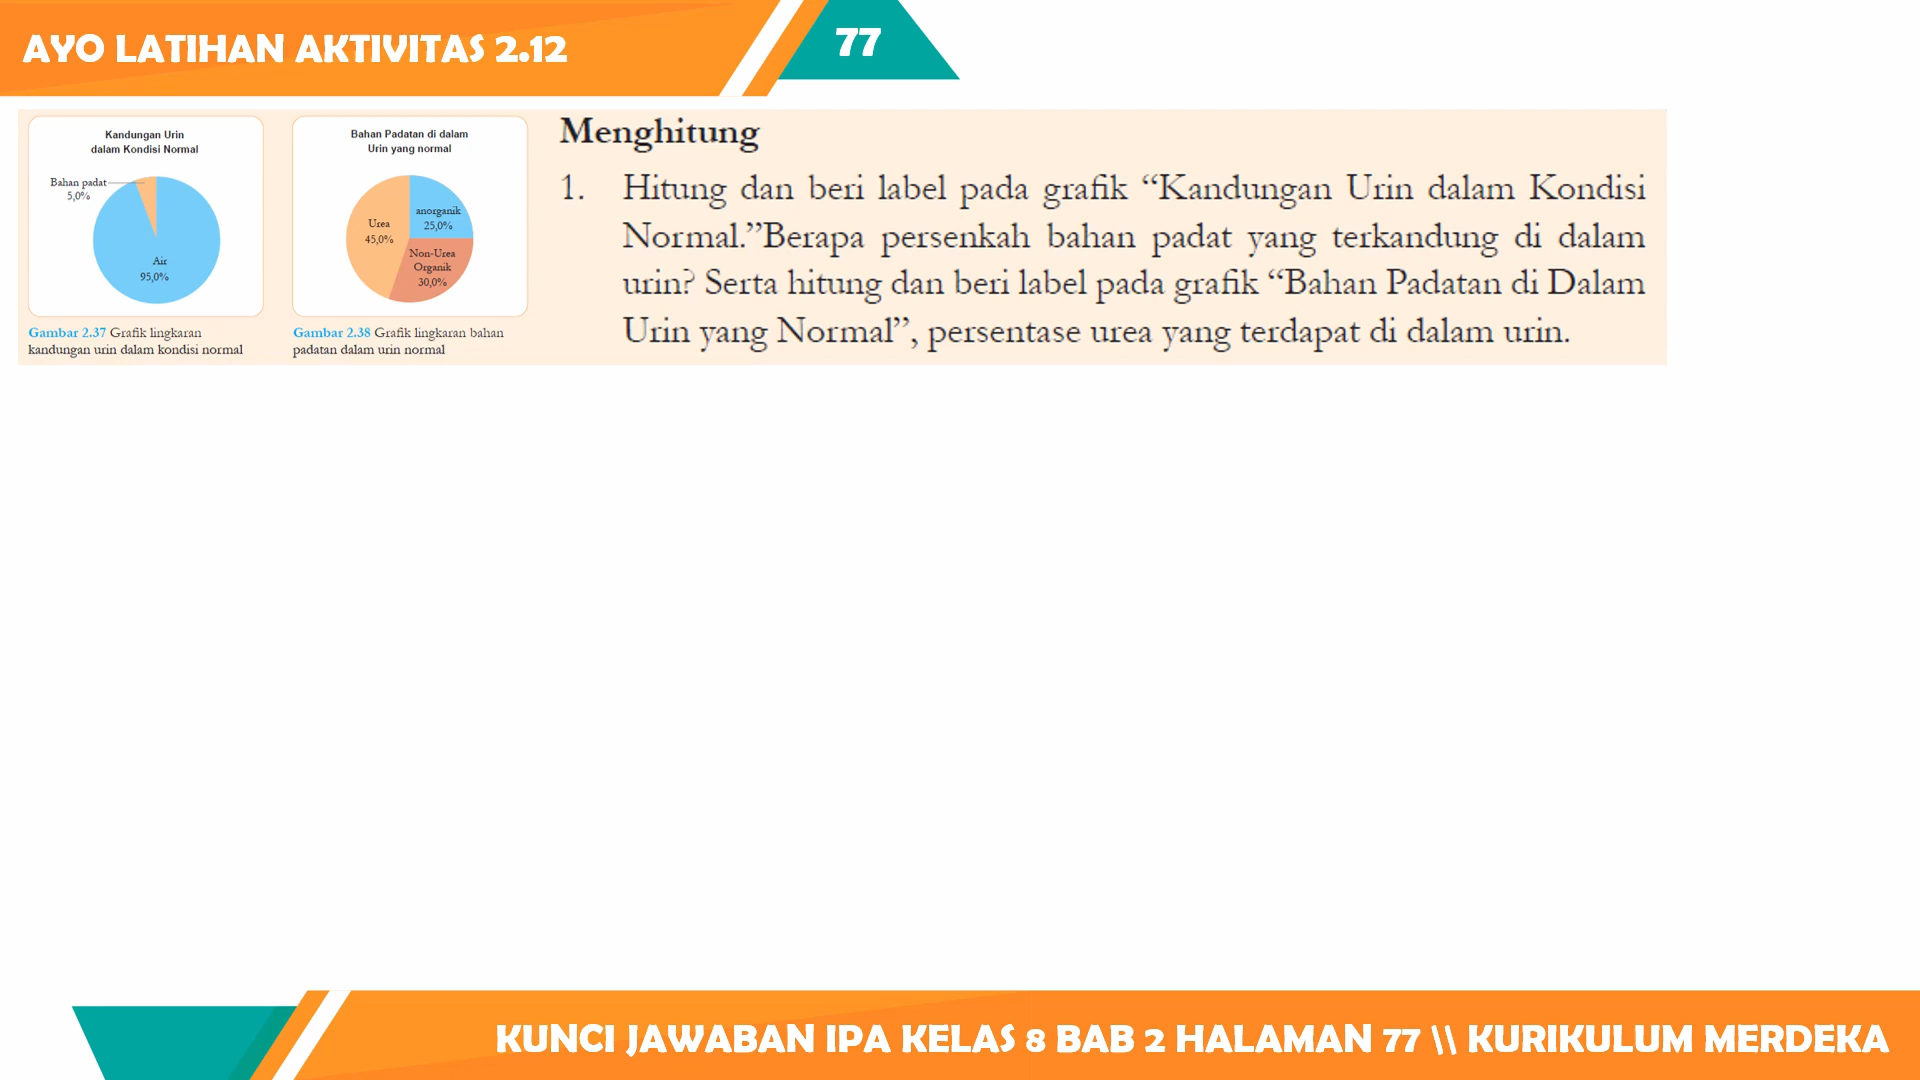 AYO LATIHAN AKTIVITAS 2.12
77
Kandungan Urin
dalam Kondisi Normal
Bahan padat
5,0%
Air
95,0%
Gambar 2.37 Grafik lingkaran
kandungan urin dalam kondisi normal
Bahan Padatan di dalam
Urin yang normal
Urea
45,0%
anorganik
25,0%
Non-Urea
Organik
30,0%
Gambar 2.38 Grafik lingkaran bahan
padatan dalam urin normal
Menghitung
1. Hitung dan beri label pada grafik “Kandungan Urin dalam Kondisi
Normal.”Berapa persenkah bahan padat yang terkandung di dalam
urin? Serta hitung dan beri label pada grafik “Bahan Padatan di Dalam
Urin yang Normal”, persentase urea yang terdapat di dalam urin.
KUNCI JAWABAN IPA KELAS 8 BAB 2 HALAMAN 77 \\ KURIKULUM MERDEKA